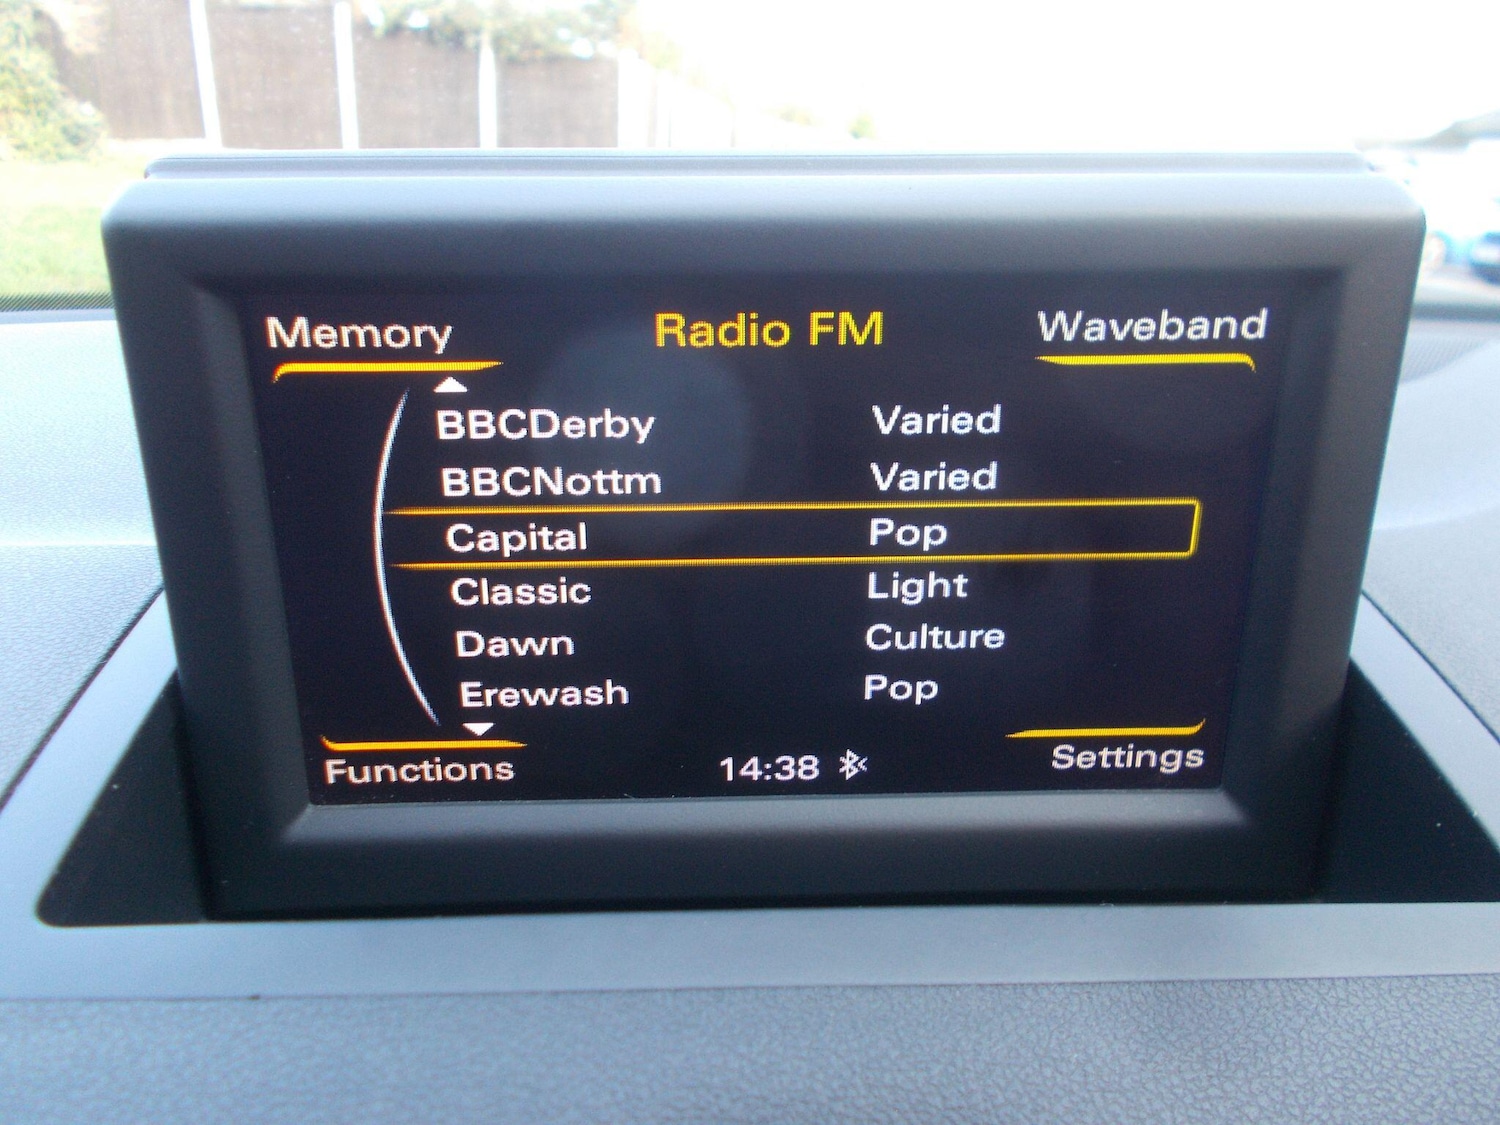 Memory Radio FM Waveband
BBCDerby Varied
BBCNottm Varied
Capital Pop
Classic Light
Dawn Culture
Erewash Pop
Functions 14:38 Settings